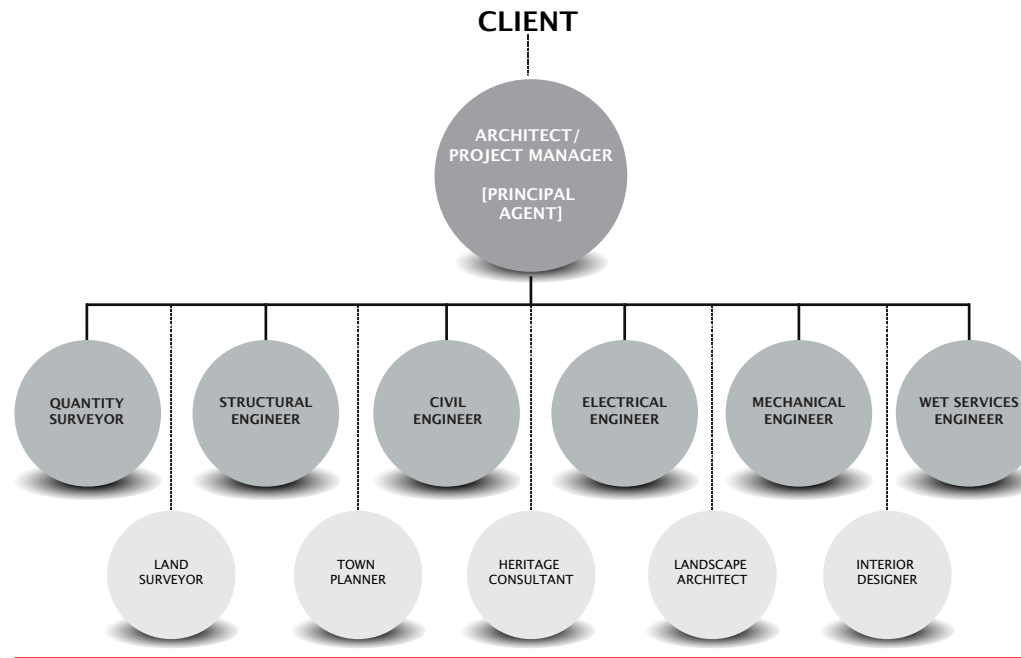 CLIENT
ARCHITECT/
PROJECT MANAGER
[PRINCIPAL
AGENT]
QUANTITY
SURVEYOR
STRUCTURAL
ENGINEER
CIVIL
ENGINEER
ELECTRICAL
ENGINEER
MECHANICAL
ENGINEER
WET SERVICES
ENGINEER
LAND
SURVEYOR
TOWN
PLANNER
HERITAGE
CONSULTANT
LANDSCAPE
ARCHITECT
INTERIOR
DESIGNER